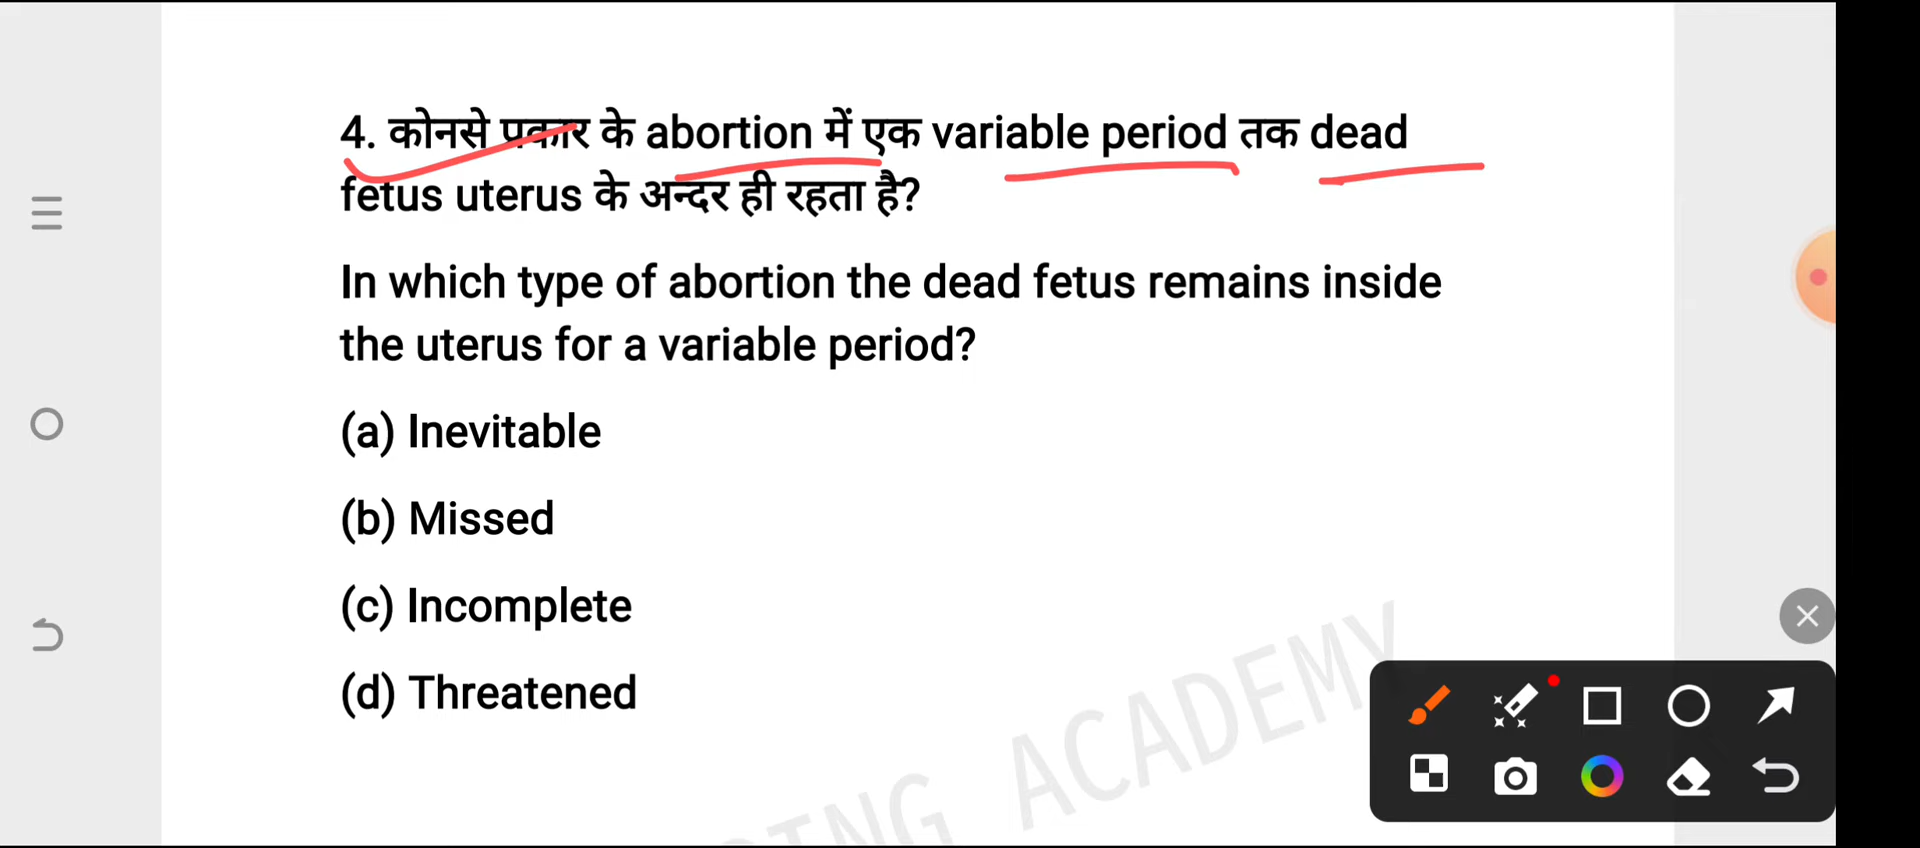 4. कोनसे प्रकार के abortion में एक variable period तक dead
fetus uterus के अन्दर ही रहता है?
In which type of abortion the dead fetus remains inside
the uterus for a variable period?
(a) Inevitable
(b) Missed
(c) Incomplete
(d) Threatened
ACADEMY